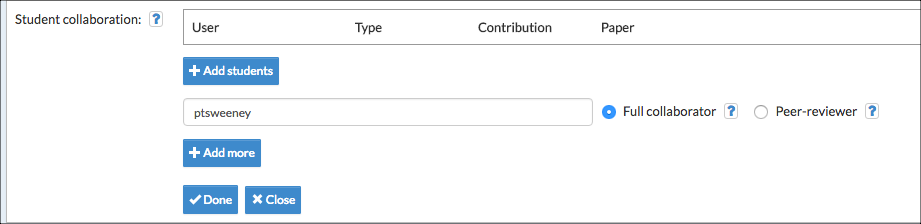 Student collaboration: ?
User Type Contribution Paper
+ Add students
ptsweeney Full collaborator ? Peer-reviewer ?
+ Add more
✔ Done ✖ Close